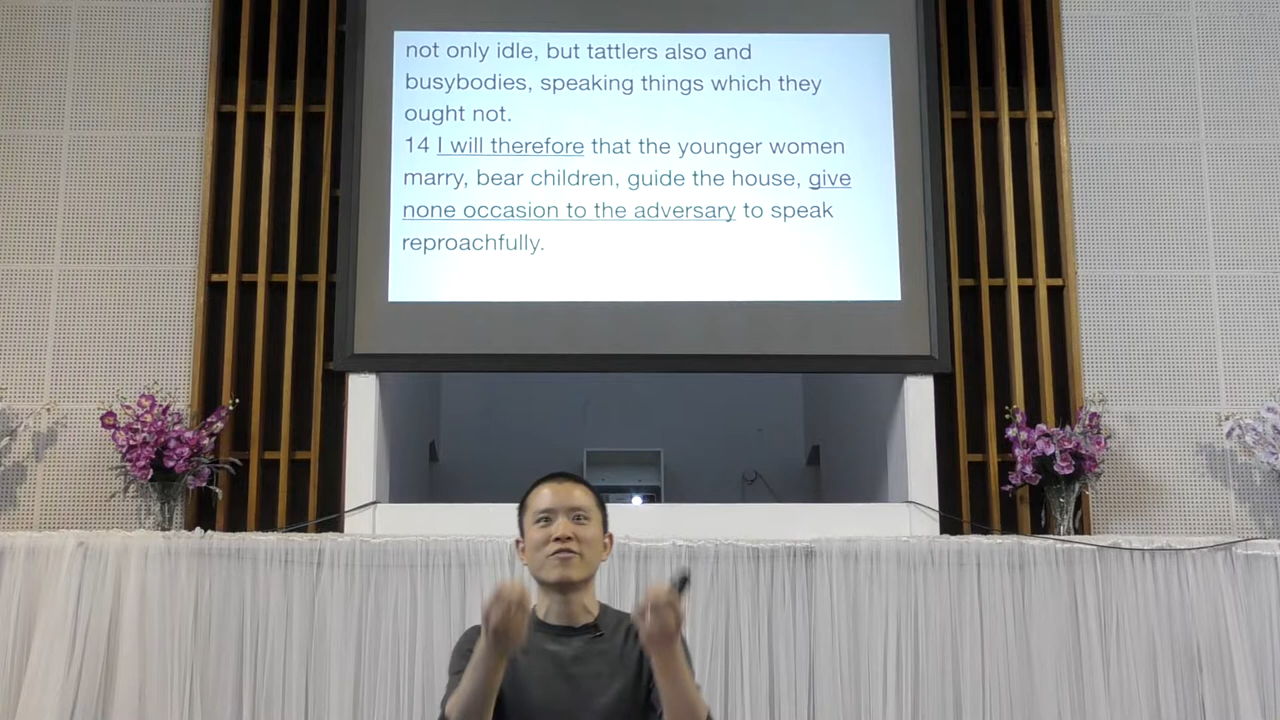 not only idle, but tattlers also and
busybodies, speaking things which they
ought not.
14 I will therefore that the younger women
marry, bear children, guide the house, give
none occasion to the adversary to speak
reproachfully.